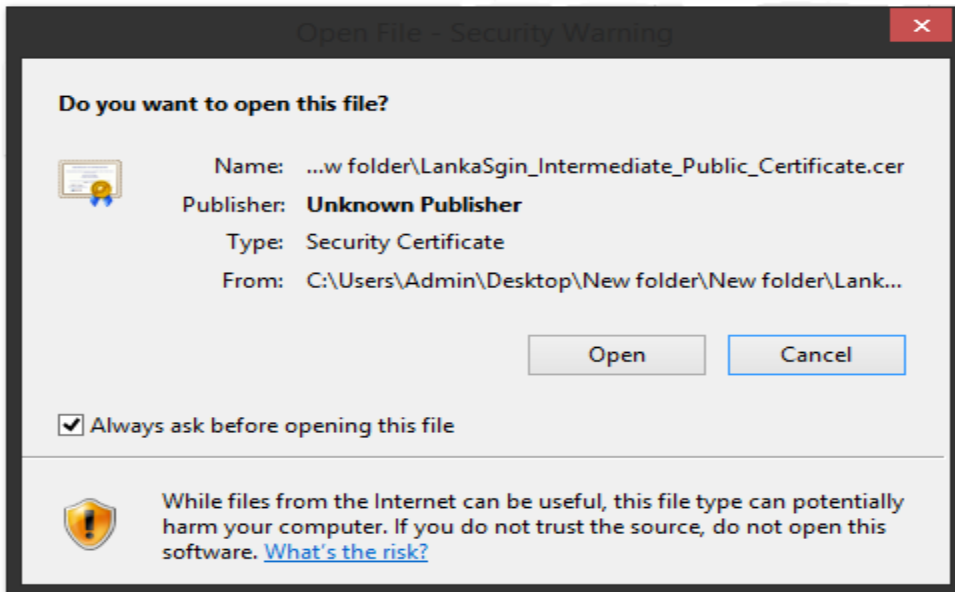 Open File - Security Warning
Do you want to open this file?
Name: ...w folder\LankaSgin_Intermediate_Public_Certificate.cer
Publisher: Unknown Publisher
Type: Security Certificate
From: C:\Users\Admin\Desktop\New folder\New folder\Lank...
Open Cancel
Always ask before opening this file
While files from the Internet can be useful, this file type can potentially
harm your computer. If you do not trust the source, do not open this
software. What's the risk?